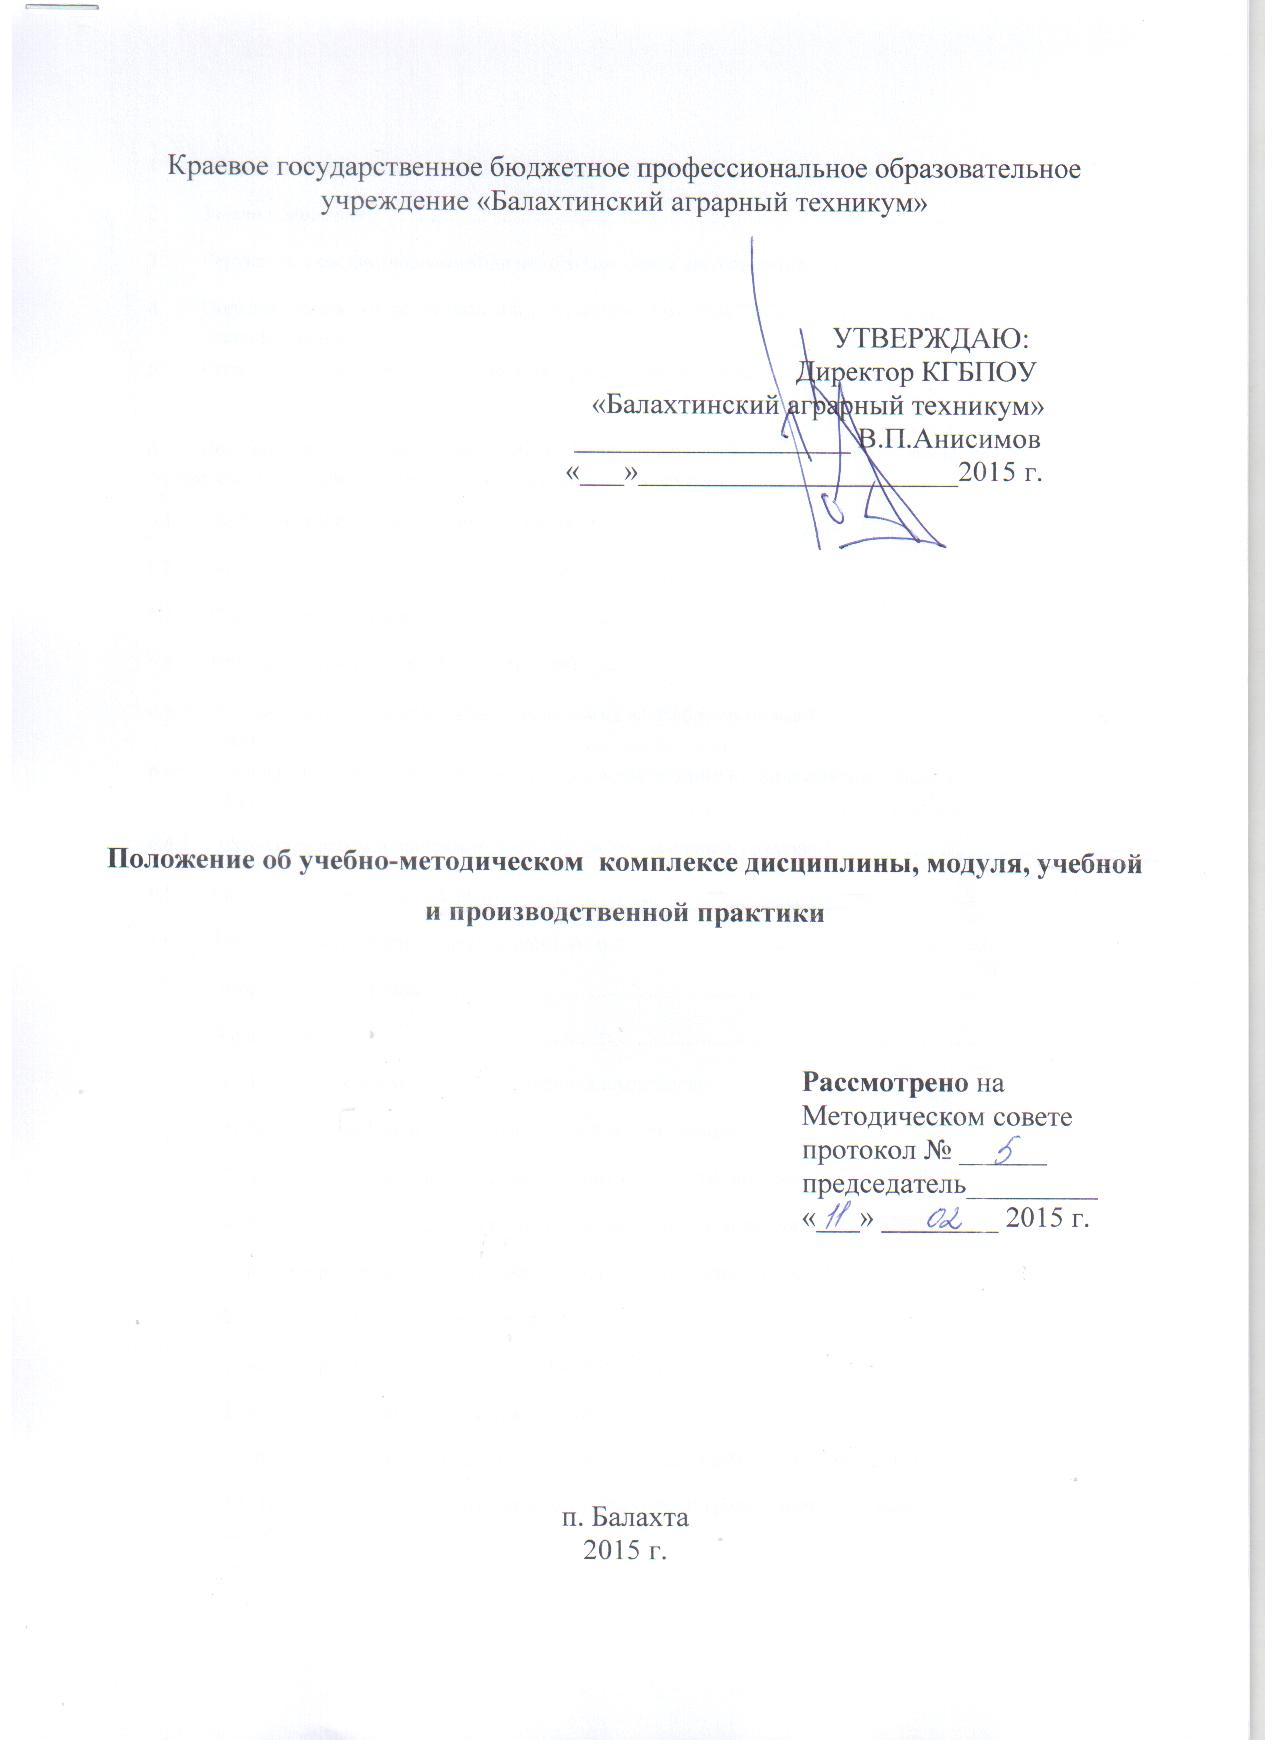 Краевое государственное бюджетное профессиональное образовательное
учреждение «Балахтинский аграрный техникум»
УТВЕРЖДАЮ:
Директор КГБПОУ
«Балахтинский аграрный техникум»
___________________ В.П.Анисимов
«___»______________________2015 г.
Положение об учебно-методическом комплексе дисциплины, модуля, учебной
и производственной практики
Рассмотрено на
Методическом совете
протокол № 5
председатель_________
«11» 02 2015 г.
п. Балахта
2015 г.